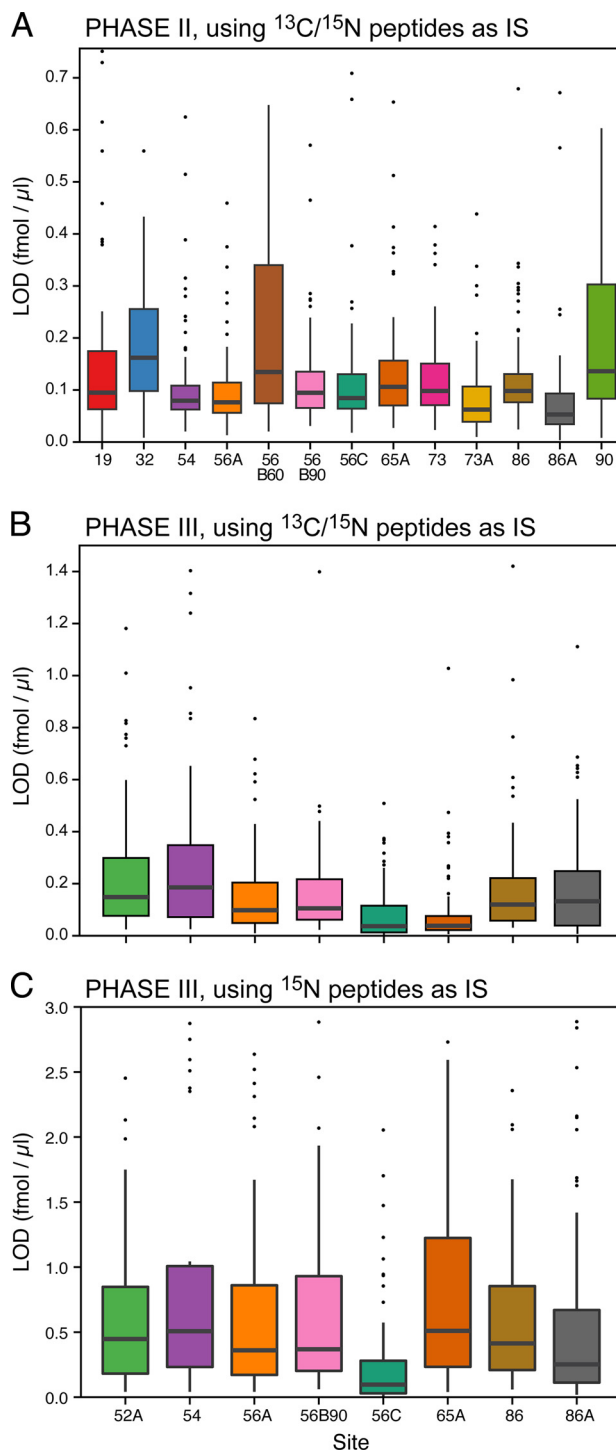 A PHASE II, using ¹³C/¹⁵N peptides as IS
LOD (fmol / µl)
0.7
0.6
0.5
0.4
0.3
0.2
0.1
0.0
19 32 54 56A 56 56 56C 65A 73 73A 86 86A 90
B60 B90
B PHASE III, using ¹³C/¹⁵N peptides as IS
LOD (fmol / µl)
1.4
1.2
1.0
0.8
0.6
0.4
0.2
0.0
C PHASE III, using ¹⁵N peptides as IS
LOD (fmol / µl)
3.0
2.5
2.0
1.5
1.0
0.5
0.0
52A 54 56A 56B90 56C 65A 86 86A
Site